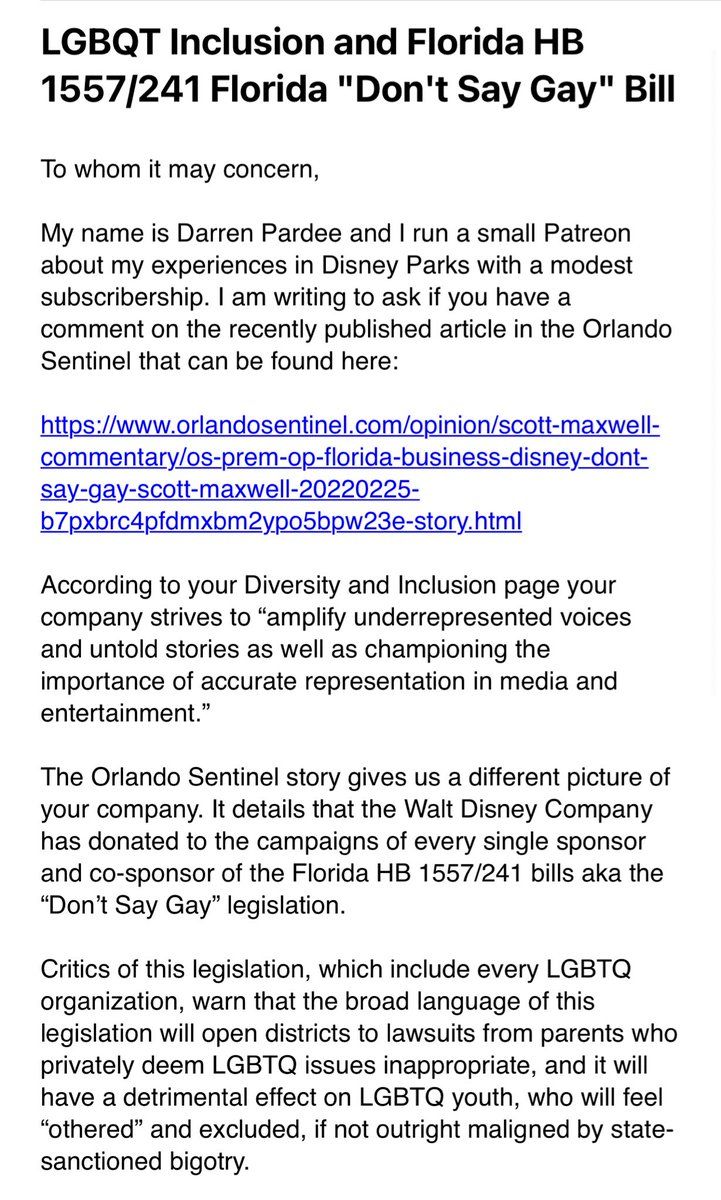 LGBQT Inclusion and Florida HB
1557/241 Florida "Don't Say Gay" Bill
To whom it may concern,
My name is Darren Pardee and I run a small Patreon
about my experiences in Disney Parks with a modest
subscribership. I am writing to ask if you have a
comment on the recently published article in the Orlando
Sentinel that can be found here:
https://www.orlandosentinel.com/opinion/scott-maxwell-
commentary/os-prem-op-florida-business-disney-dont-
say-gay-scott-maxwell-20220225-
b7pxbrc4pfdmxbm2ypo5bpw23e-story.html
According to your Diversity and Inclusion page your
company strives to “amplify underrepresented voices
and untold stories as well as championing the
importance of accurate representation in media and
entertainment.”
The Orlando Sentinel story gives us a different picture of
your company. It details that the Walt Disney Company
has donated to the campaigns of every single sponsor
and co-sponsor of the Florida HB 1557/241 bills aka the
“Don’t Say Gay” legislation.
Critics of this legislation, which include every LGBTQ
organization, warn that the broad language of this
legislation will open districts to lawsuits from parents who
privately deem LGBTQ issues inappropriate, and it will
have a detrimental effect on LGBTQ youth, who will feel
“othered” and excluded, if not outright maligned by state-
sanctioned bigotry.